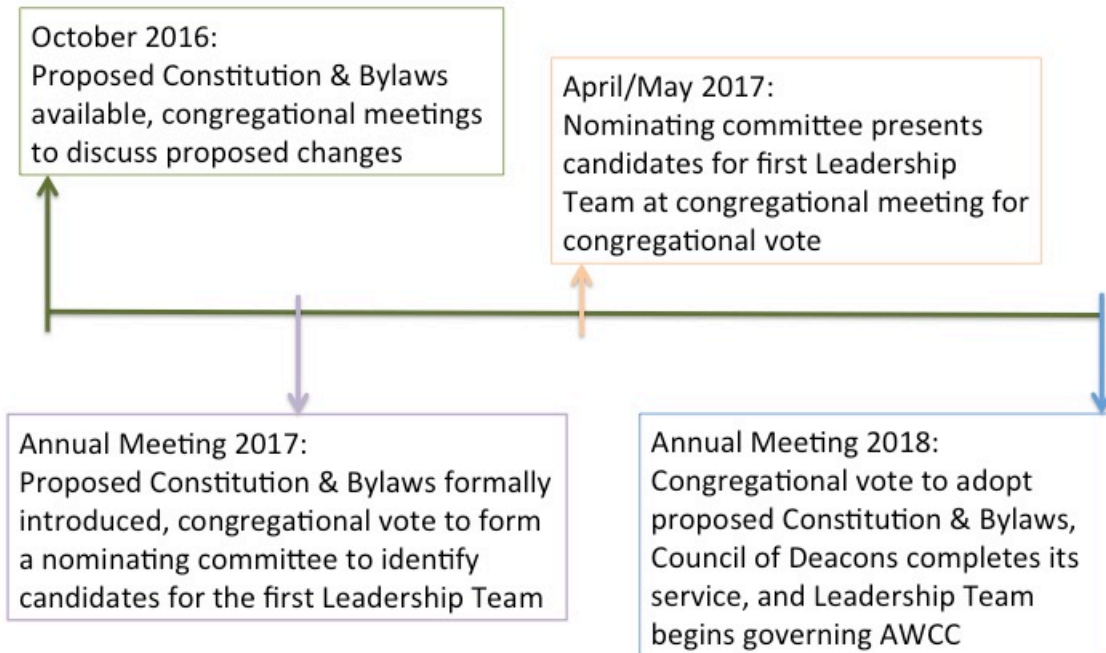 October 2016:
Proposed Constitution & Bylaws
available, congregational meetings
to discuss proposed changes
April/May 2017:
Nominating committee presents
candidates for first Leadership
Team at congregational meeting for
congregational vote
Annual Meeting 2017:
Proposed Constitution & Bylaws formally
introduced, congregational vote to form
a nominating committee to identify
candidates for the first Leadership Team
Annual Meeting 2018:
Congregational vote to adopt
proposed Constitution & Bylaws,
Council of Deacons completes its
service, and Leadership Team
begins governing AWCC